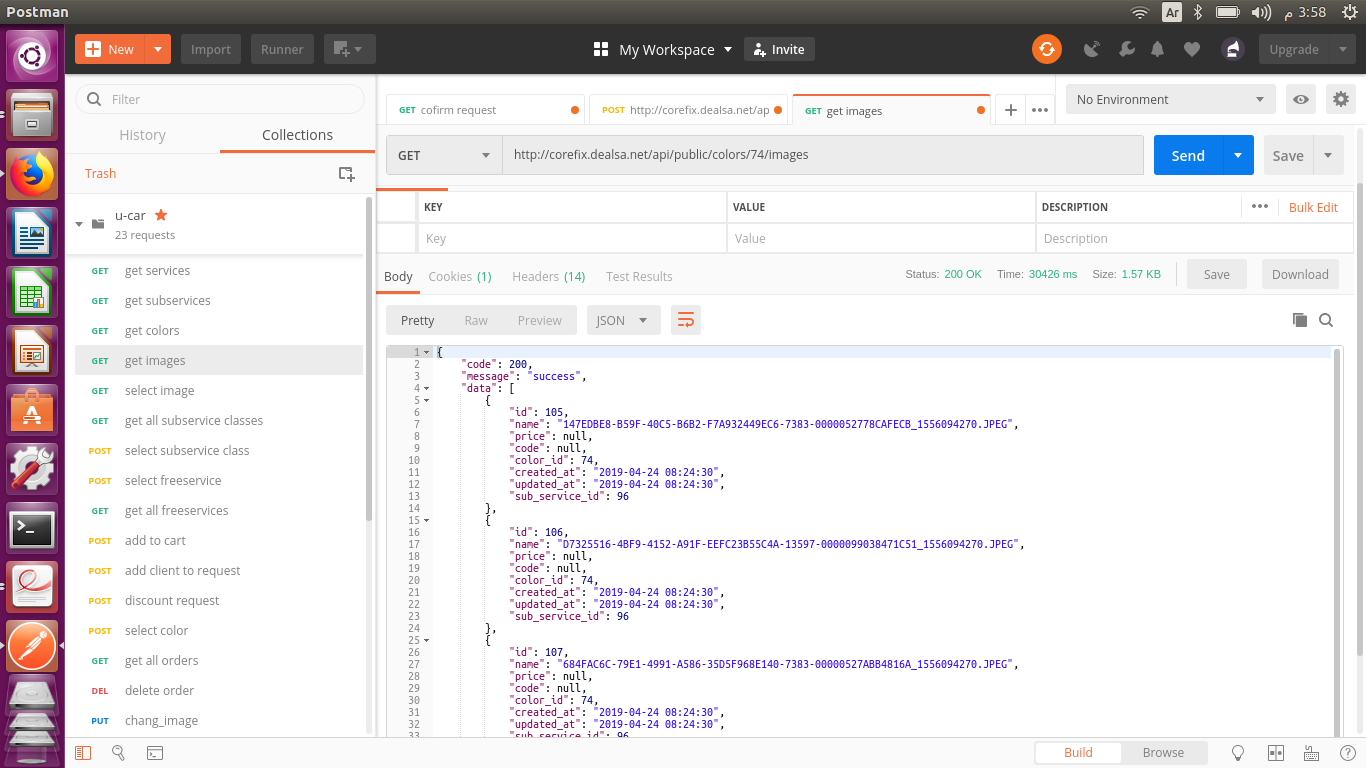 Postman
Ar
3:58 م
New
Import
Runner
My Workspace
Invite
Upgrade
Filter
History
Collections
Trash
u-car
23 requests
GET get services
GET get subservices
GET get colors
GET get images
GET select image
GET get all subservice classes
POST select subservice class
POST select freeservice
GET get all freeservices
POST add to cart
POST add client to request
POST discount request
POST select color
GET get all orders
DEL delete order
PUT chang_image
GET cofirm request
POST http://corefix.dealsa.net/ap
GET get images
No Environment
GET
http://corefix.dealsa.net/api/public/colors/74/images
Send
Save
KEY VALUE DESCRIPTION
Bulk Edit
Key Value Description
Body Cookies (1) Headers (14) Test Results
Status: 200 OK Time: 30426 ms Size: 1.57 KB
Save
Download
Pretty Raw Preview JSON
1 {
2 "code": 200,
3 "message": "success",
4 "data": [
5 {
6 "id": 105,
7 "name": "147EDBE8-B59F-40C5-B6B2-F7A932449EC6-7383-0000052778CAFECB_1556094270.JPEG",
8 "price": null,
9 "code": null,
10 "color_id": 74,
11 "created_at": "2019-04-24 08:24:30",
12 "updated_at": "2019-04-24 08:24:30",
13 "sub_service_id": 96
14 },
15 {
16 "id": 106,
17 "name": "D7325516-4BF9-4152-A91F-EEFC23B55C4A-13597-0000099038471C51_1556094270.JPEG",
18 "price": null,
19 "code": null,
20 "color_id": 74,
21 "created_at": "2019-04-24 08:24:30",
22 "updated_at": "2019-04-24 08:24:30",
23 "sub_service_id": 96
24 },
25 {
26 "id": 107,
27 "name": "684FAC6C-79E1-4991-A586-35D5F968E140-7383-00000527ABB4816A_1556094270.JPEG",
28 "price": null,
29 "code": null,
30 "color_id": 74,
31 "created_at": "2019-04-24 08:24:30",
32 "updated_at": "2019-04-24 08:24:30",
33 "sub_service_id": 96
Build
Browse